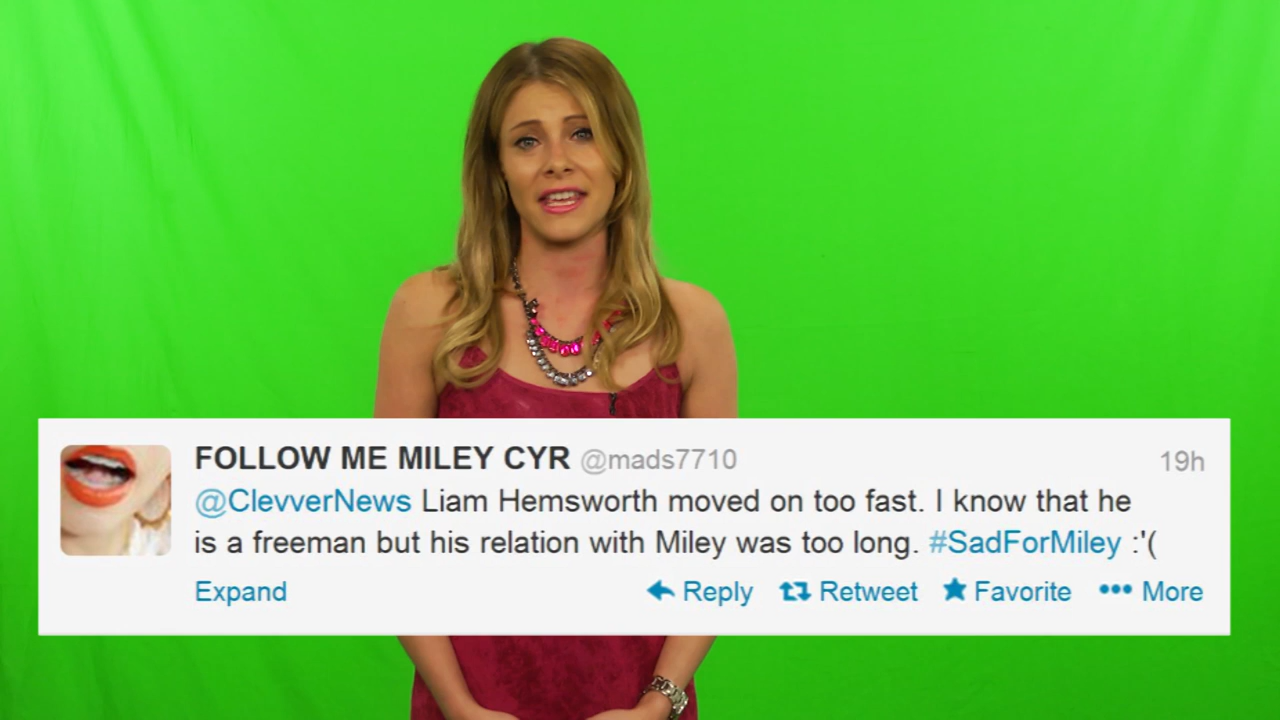 FOLLOW ME MILEY CYR @mads7710 19h
@ClevverNews Liam Hemsworth moved on too fast. I know that he
is a freeman but his relation with Miley was too long. #SadForMiley :'(
Expand Reply Retweet Favorite More